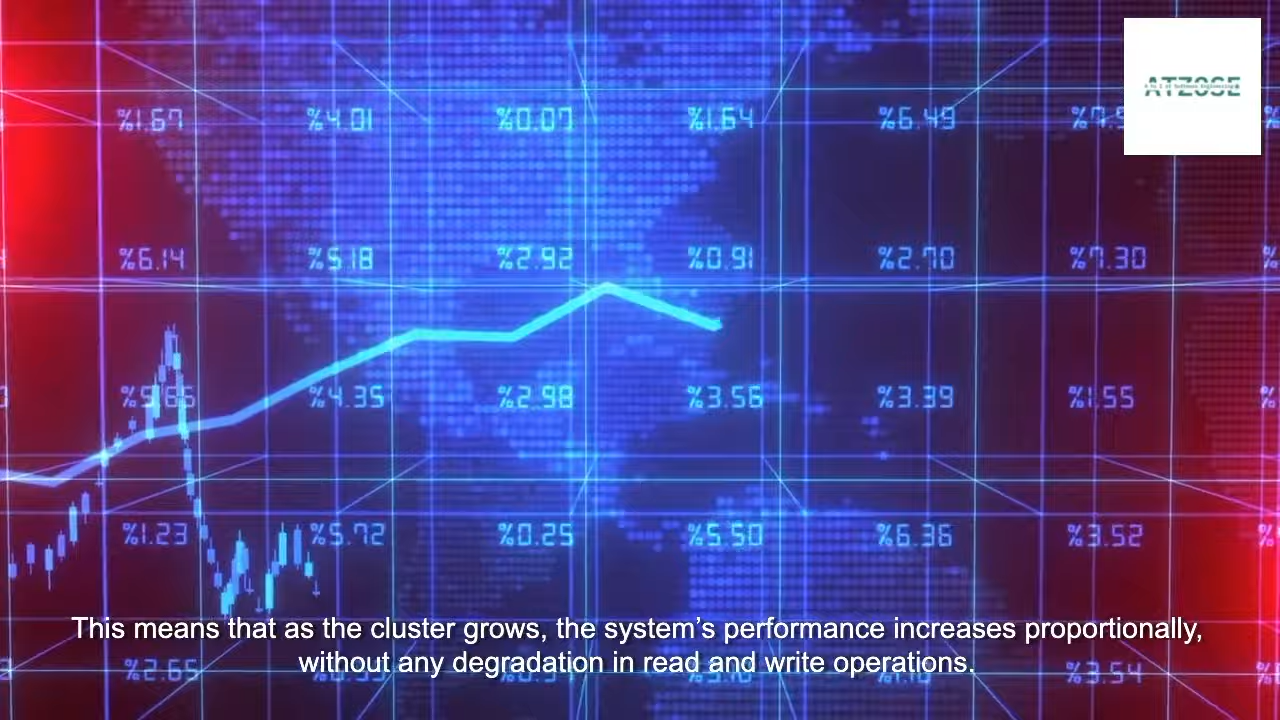 ATZOSE
%1.67 %4.01 %0.07 %1.64 %6.49
%6.14 %5.18 %2.92 %0.91 %2.70 %7.30
%4.35 %2.98 %3.56 %3.39 %1.55
%1.23 %5.72 %0.25 %5.50 %6.36 %3.52
This means that as the cluster grows, the system’s performance increases proportionally,
without any degradation in read and write operations.
%2.65 %3.54